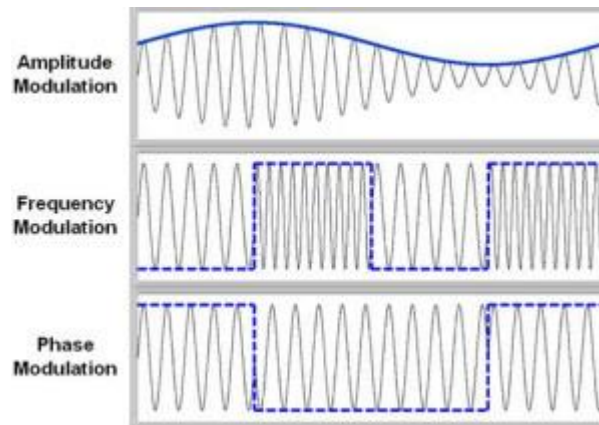 Amplitude
Modulation
Frequency
Modulation
Phase
Modulation